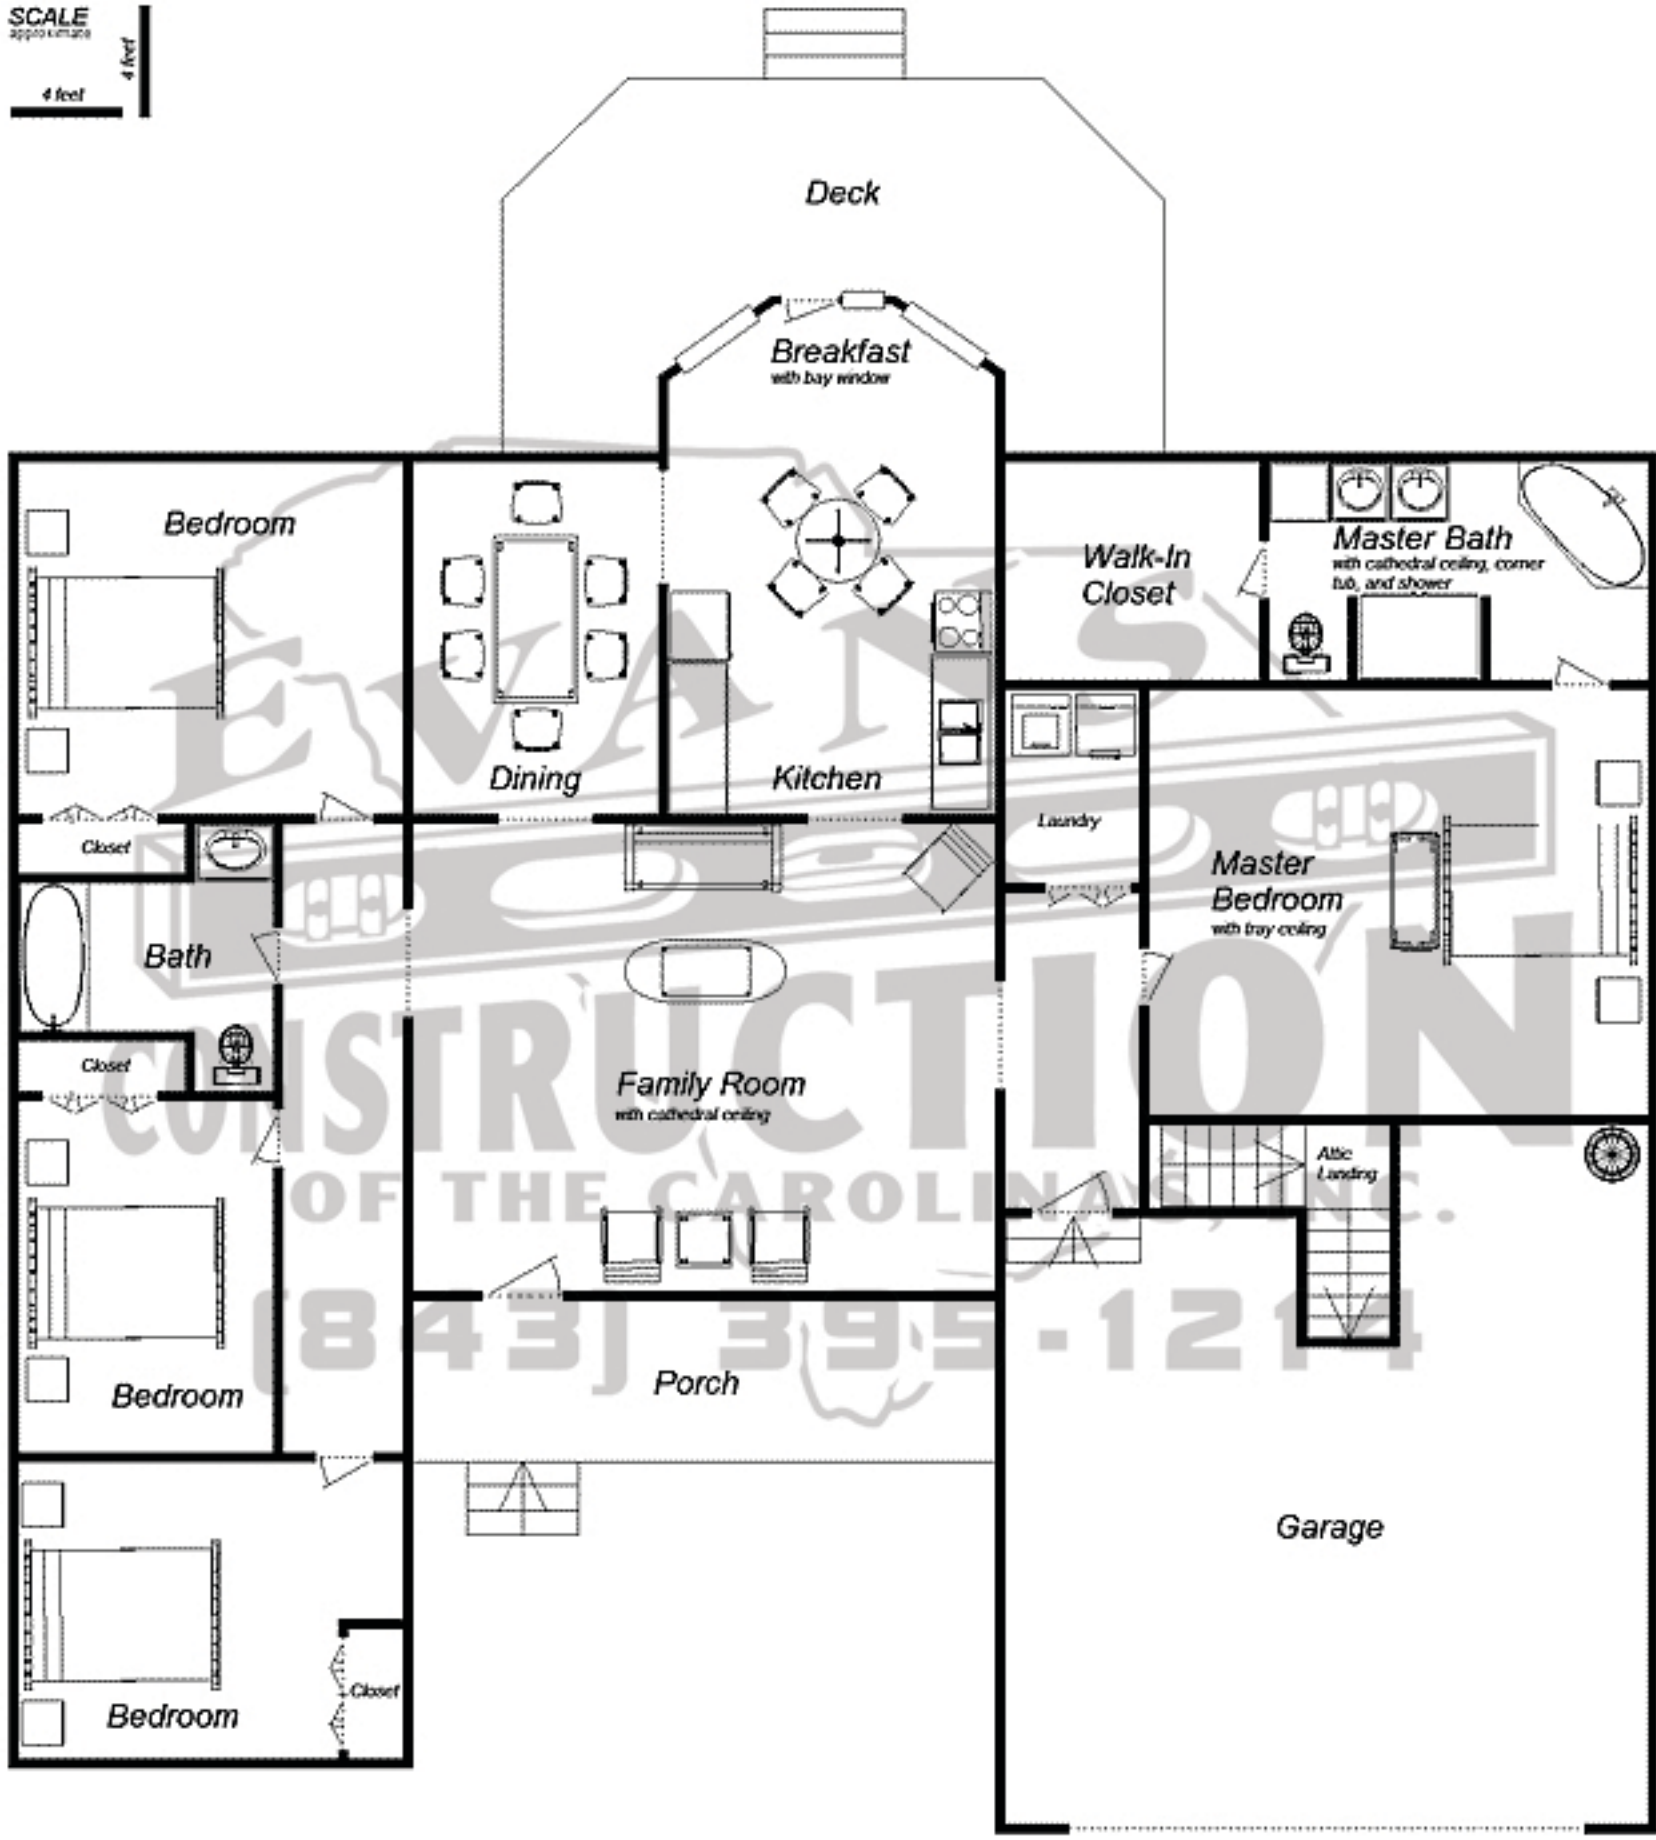 SCALE
approximate
4 feet
4 feet
Deck
Breakfast
with bay window
Bedroom
Walk-In
Closet
Master Bath
with cathedral ceiling, corner
tub, and shower
EVANS
Dining
Kitchen
Laundry
Closet
Master
Bedroom
with tray ceiling
Bath
CONSTRUCTION
Closet
Family Room
with cathedral ceiling
Attic
Landing
OF THE CAROLINAS, INC.
(843) 395-1214
Bedroom
Porch
Garage
Closet
Bedroom